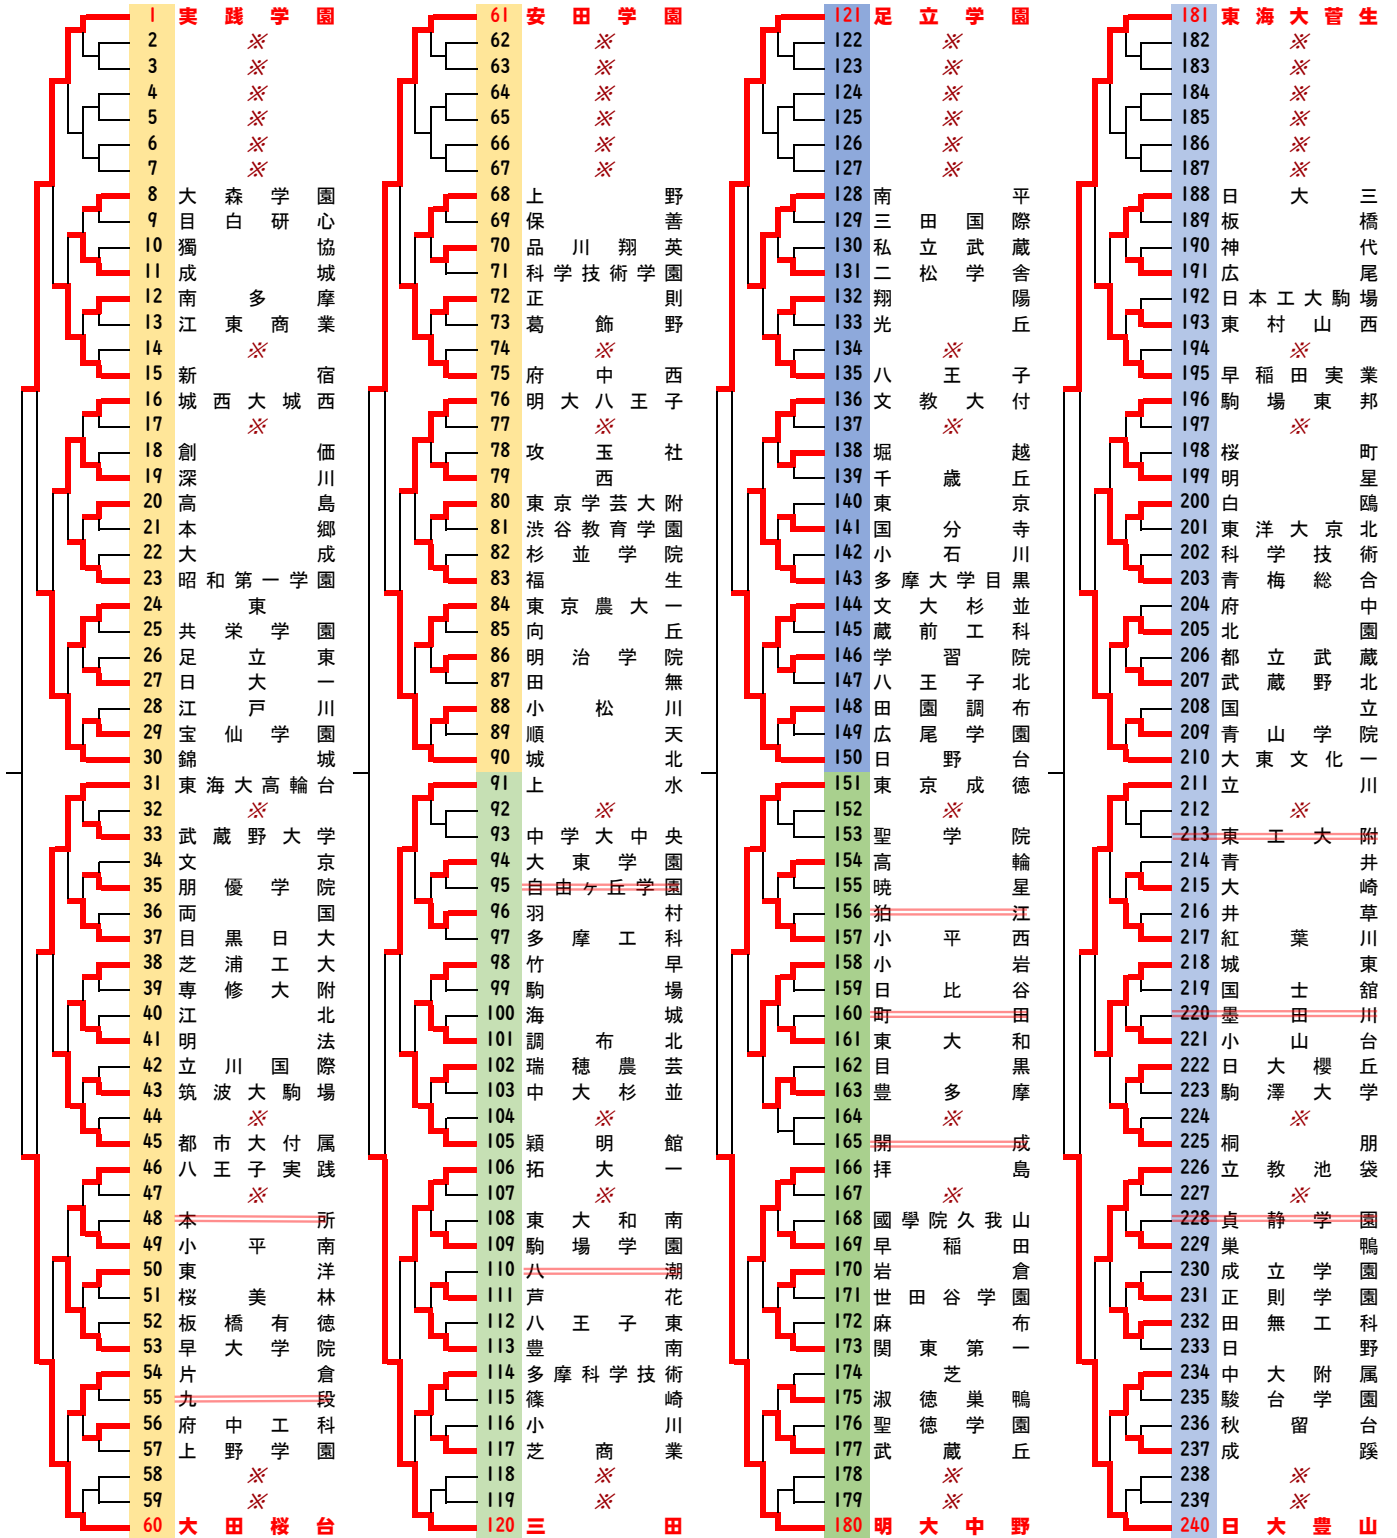 1 実践学園
2 ※
3 ※
4 ※
5 ※
6 ※
7 ※
8 大森学園
9 目白研心
10 獨協
11 成城
12 南多摩
13 江東商業
14 ※
15 新宿
16 城西大城西
17 ※
18 創価
19 深川
20 高島
21 本郷
22 大成
23 昭和第一学園
24 東
25 共栄学園
26 足立東
27 日大一
28 江戸川
29 宝仙学園
30 錦城
31 東海大高輪台
32 ※
33 武蔵野大学
34 文京
35 朋優学院
36 両国
37 目黒日大
38 芝浦工大
39 専修大附
40 江北
41 明法
42 立川国際
43 筑波大駒場
44 ※
45 都市大付属
46 八王子実践
47 ※
48 本所
49 小平南
50 東洋
51 桜美林
52 板橋有徳
53 早大学院
54 片倉
55 九段
56 府中工科
57 上野学園
58 ※
59 ※
60 大田桜台
61 安田学園
62 ※
63 ※
64 ※
65 ※
66 ※
67 ※
68 上野
69 保善
70 品川翔英
71 科学技術学園
72 正則
73 葛飾野
74 ※
75 府中西
76 明大八王子
77 ※
78 攻玉社
79 西
80 東京学芸大附
81 渋谷教育学園
82 杉並学院
83 福生
84 東京農大一
85 向丘
86 明治学院
87 田無
88 小松川
89 順天
90 城北
91 上水
92 ※
93 中学大中央
94 大東学園
95 自由ヶ丘学園
96 羽村
97 多摩工科
98 竹早
99 駒場
100 海城
101 調布北
102 瑞穂農芸
103 中大杉並
104 ※
105 穎明館
106 拓大一
107 ※
108 東大和南
109 駒場学園
110 八潮
111 芦花
112 八王子東
113 豊南
114 多摩科学技術
115 篠崎
116 小川
117 芝商業
118 ※
119 ※
120 三田
121 足立学園
122 ※
123 ※
124 ※
125 ※
126 ※
127 ※
128 南平
129 三田国際
130 私立武蔵
131 二松学舎
132 翔陽
133 光丘
134 ※
135 八王子
136 文教大付
137 ※
138 堀越
139 千歳丘
140 東京
141 国分寺
142 小石川
143 多摩大学目黒
144 文大杉並
145 蔵前工科
146 学習院
147 八王子北
148 田園調布
149 広尾学園
150 日野台
151 東京成徳
152 ※
153 聖学院
154 高輪
155 暁星
156 狛江
157 小平西
158 小岩
159 日比谷
160 町田
161 東大和
162 目黒
163 豊多摩
164 ※
165 開成
166 拝島
167 ※
168 國學院久我山
169 早稲田
170 岩倉
171 世田谷学園
172 麻布
173 関東第一
174 芝
175 淑徳巣鴨
176 聖徳学園
177 武蔵丘
178 ※
179 ※
180 明大中野
181 東海大菅生
182 ※
183 ※
184 ※
185 ※
186 ※
187 ※
188 日大三
189 板橋
190 神代
191 広尾
192 日本工大駒場
193 東村山西
194 ※
195 早稲田実業
196 駒場東邦
197 ※
198 桜町
199 明星
200 白鴎
201 東洋大京北
202 科学技術
203 青梅総合
204 府中
205 北園
206 都立武蔵
207 武蔵野北
208 国立
209 青山学院
210 大東文化一
211 立川
212 ※
213 東工大附
214 青井
215 大崎
216 井草
217 紅葉川
218 城東
219 国士舘
220 墨田川
221 小山台
222 日大櫻丘
223 駒澤大学
224 ※
225 桐朋
226 立教池袋
227 ※
228 貞静学園
229 巣鴨
230 成立学園
231 正則学園
232 田無工科
233 日野
234 中大附属
235 駿台学園
236 秋留台
237 成蹊
238 ※
239 ※
240 日大豊山